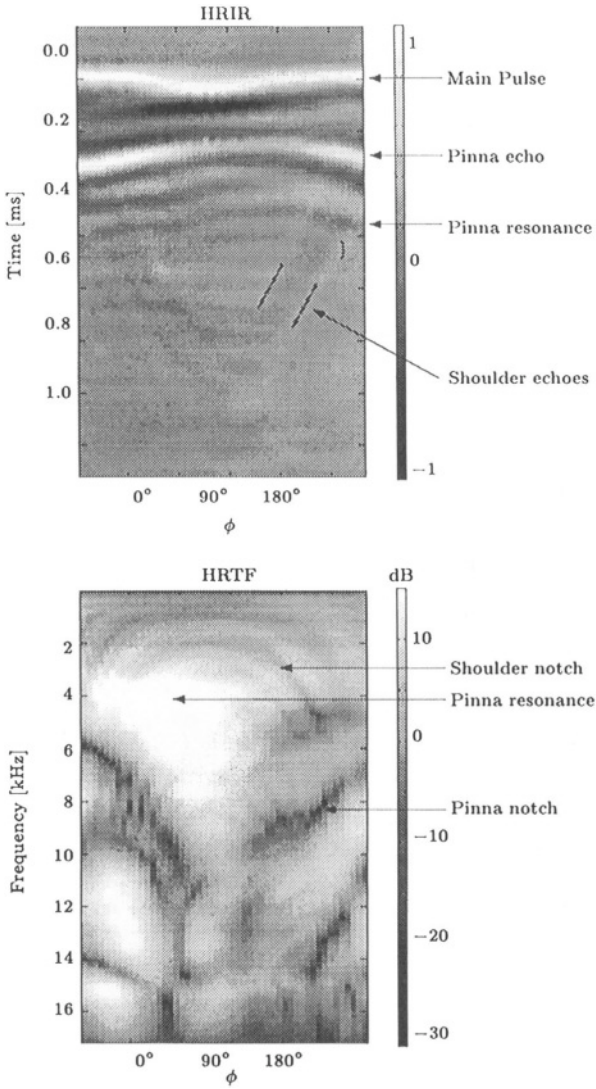 HRIR
0.0
0.2
0.4
0.6
0.8
1.0
Time [ms]
0° 90° 180°
ϕ
1
0
−1
Main Pulse
Pinna echo
Pinna resonance
Shoulder echoes
HRTF
dB
2
4
6
8
10
12
14
16
Frequency [kHz]
0° 90° 180°
ϕ
10
0
−10
−20
−30
Shoulder notch
Pinna resonance
Pinna notch